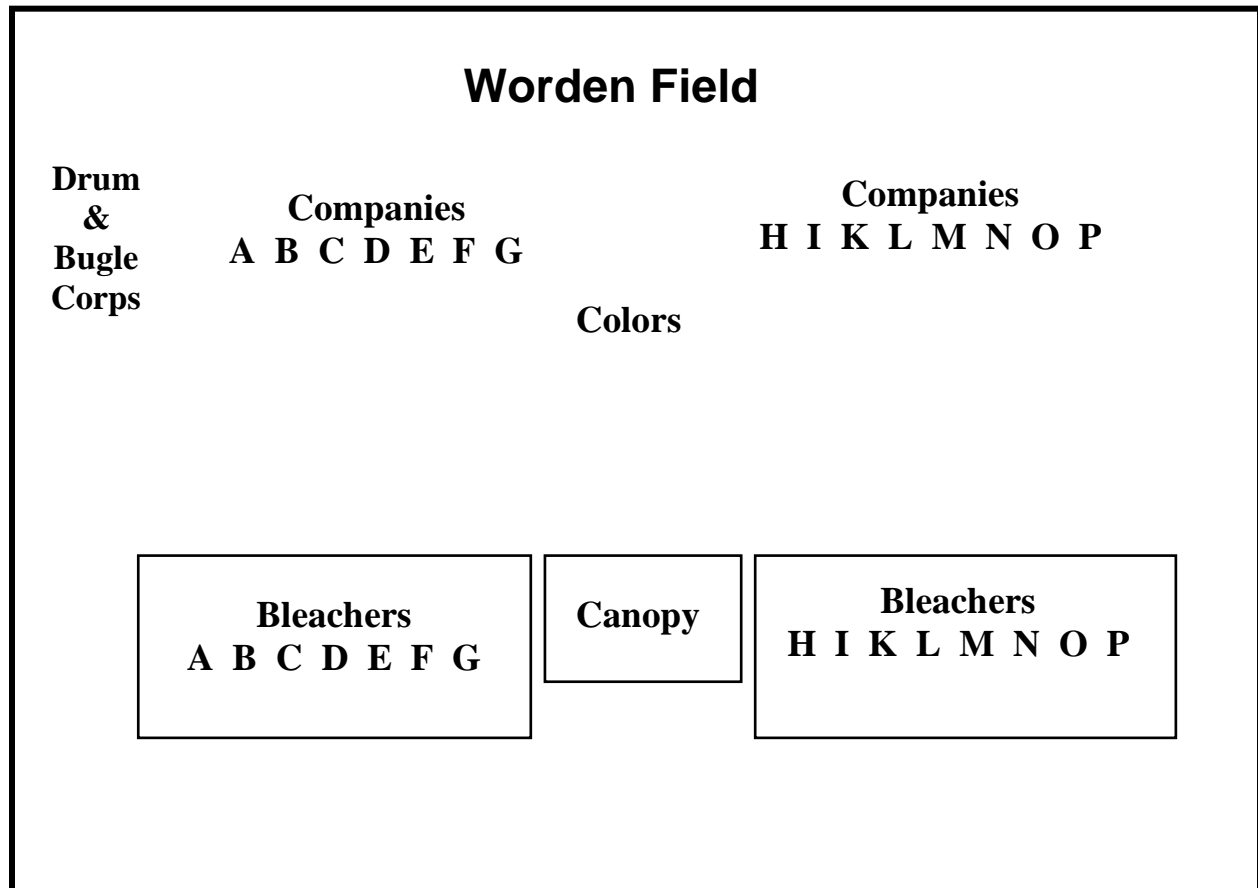 Worden Field
Drum
&
Bugle
Corps
Companies
A B C D E F G
Companies
H I K L M N O P
Colors
Bleachers
A B C D E F G
Canopy
Bleachers
H I K L M N O P